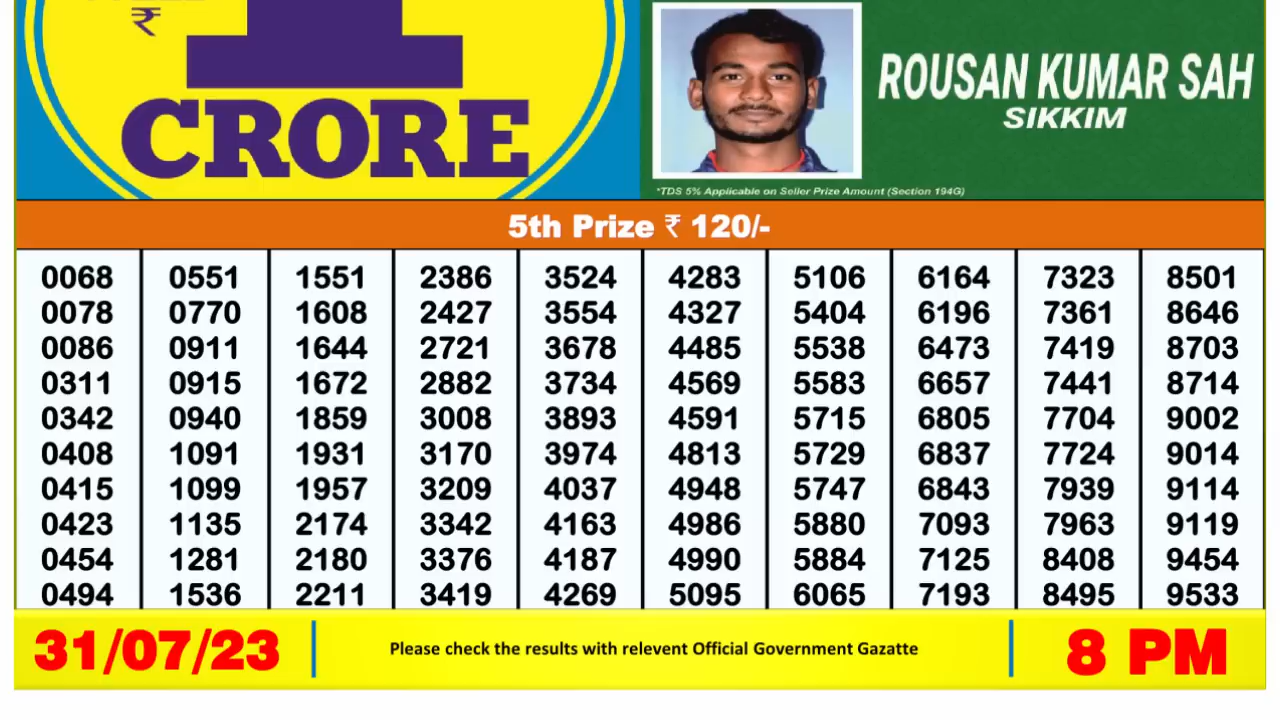 ₹
1
CRORE
ROUSAN KUMAR SAH
SIKKIM
*TDS 5% Applicable on Seller Prize Amount (Section 194G)
5th Prize ₹ 120/-
0068 0551 1551 2386 3524 4283 5106 6164 7323 8501
0078 0770 1608 2427 3554 4327 5404 6196 7361 8646
0086 0911 1644 2721 3678 4485 5538 6473 7419 8703
0311 0915 1672 2882 3734 4569 5583 6657 7441 8714
0342 0940 1859 3008 3893 4591 5715 6805 7704 9002
0408 1091 1931 3170 3974 4813 5729 6837 7724 9014
0415 1099 1957 3209 4037 4948 5747 6843 7939 9114
0423 1135 2174 3342 4163 4986 5880 7093 7963 9119
0454 1281 2180 3376 4187 4990 5884 7125 8408 9454
0494 1536 2211 3419 4269 5095 6065 7193 8495 9533
31/07/23
Please check the results with relevent Official Government Gazatte
8 PM